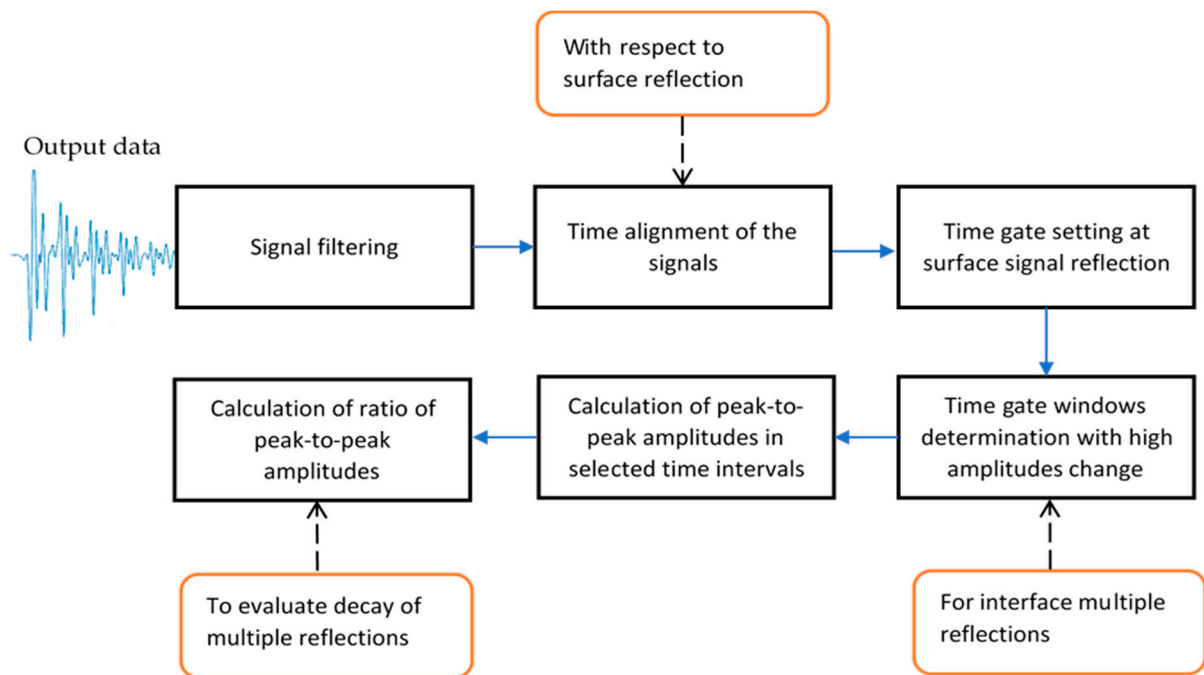 With respect to
surface reflection
Output data
Signal filtering
Time alignment of the
signals
Time gate setting at
surface signal reflection
Time gate windows
determination with high
amplitudes change
Calculation of peak-to-
peak amplitudes in
selected time intervals
Calculation of ratio of
peak-to-peak
amplitudes
To evaluate decay of
multiple reflections
For interface multiple
reflections